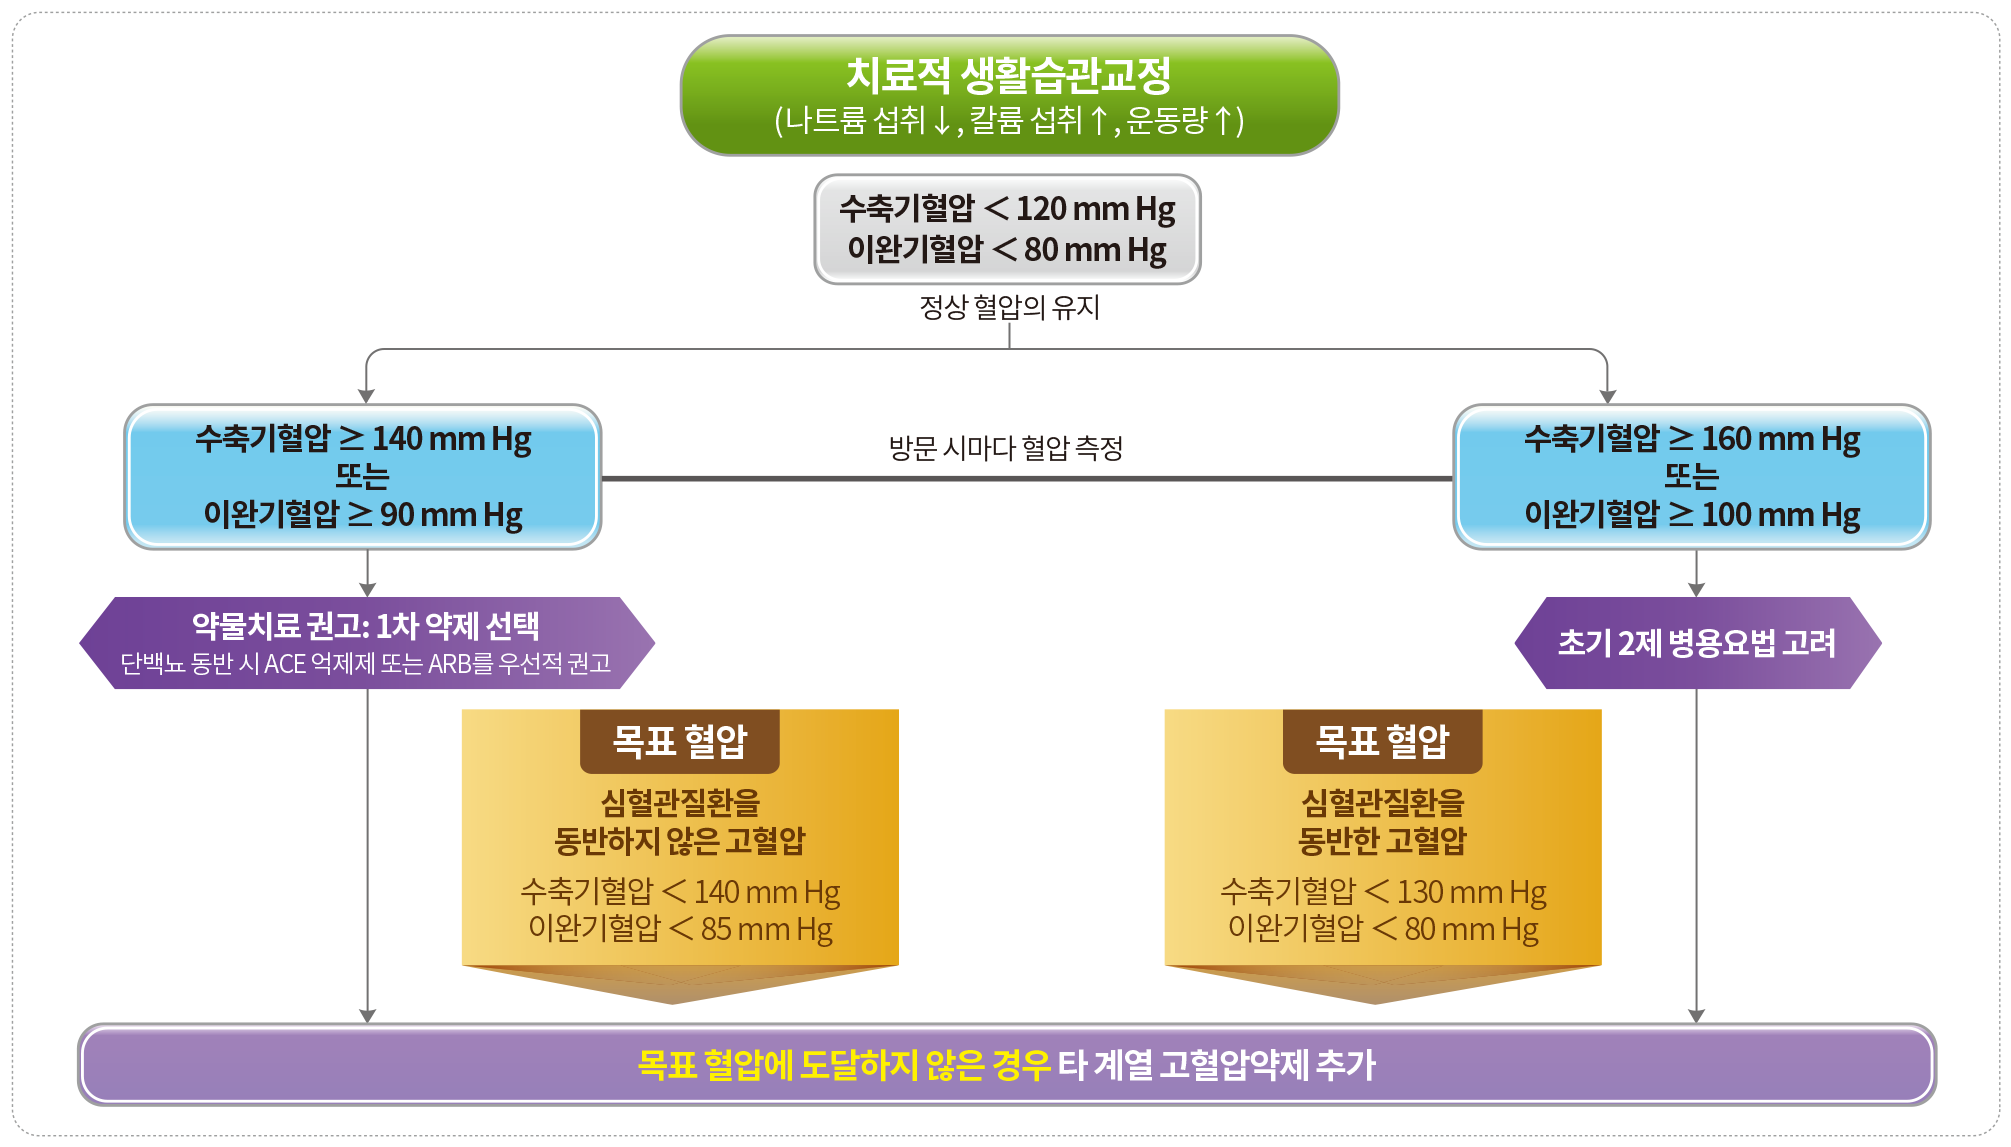 치료적 생활습관교정
(나트륨 섭취↓, 칼륨 섭취↑, 운동량↑)
수축기혈압 < 120 mm Hg
이완기혈압 < 80 mm Hg
정상 혈압의 유지
수축기혈압 ≥ 140 mm Hg
또는
이완기혈압 ≥ 90 mm Hg
방문 시마다 혈압 측정
수축기혈압 ≥ 160 mm Hg
또는
이완기혈압 ≥ 100 mm Hg
약물치료 권고: 1차 약제 선택
단백뇨 동반 시 ACE 억제제 또는 ARB를 우선적 권고
초기 2제 병용요법 고려
목표 혈압
심혈관질환을
동반하지 않은 고혈압
수축기혈압 < 140 mm Hg
이완기혈압 < 85 mm Hg
목표 혈압
심혈관질환을
동반한 고혈압
수축기혈압 < 130 mm Hg
이완기혈압 < 80 mm Hg
목표 혈압에 도달하지 않은 경우 타 계열 고혈압약제 추가